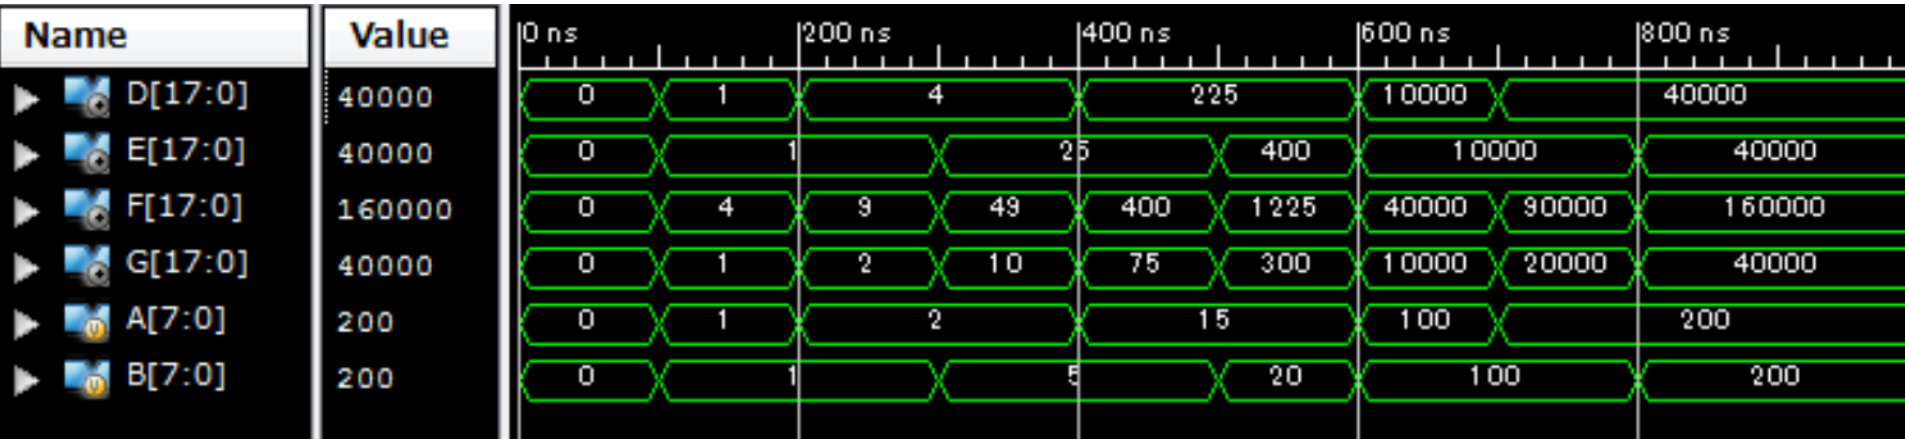 Name Value 0 ns 200 ns 400 ns 600 ns 800 ns
D[17:0] 40000 0 1 4 225 10000 40000
E[17:0] 40000 0 1 25 400 10000 40000
F[17:0] 160000 0 4 9 49 400 1225 40000 90000 160000
G[17:0] 40000 0 1 2 10 75 300 10000 20000 40000
A[7:0] 200 0 1 2 15 100 200
B[7:0] 200 0 1 5 20 100 200